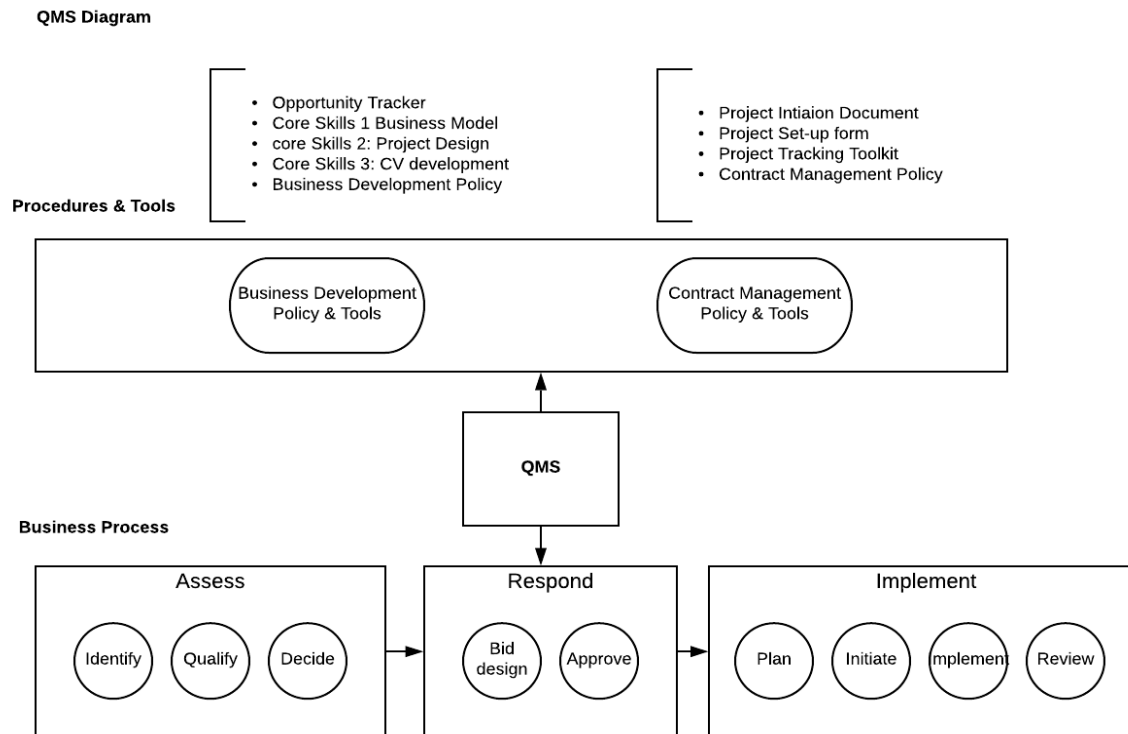 QMS Diagram
• Opportunity Tracker
• Core Skills 1 Business Model
• core Skills 2: Project Design
• Core Skills 3: CV development
• Business Development Policy
• Project Intiaion Document
• Project Set-up form
• Project Tracking Toolkit
• Contract Management Policy
Procedures & Tools
Business Development
Policy & Tools
Contract Management
Policy & Tools
QMS
Business Process
Assess
Identify
Qualify
Decide
Respond
Bid
design
Approve
Implement
Plan
Initiate
Implement
Review